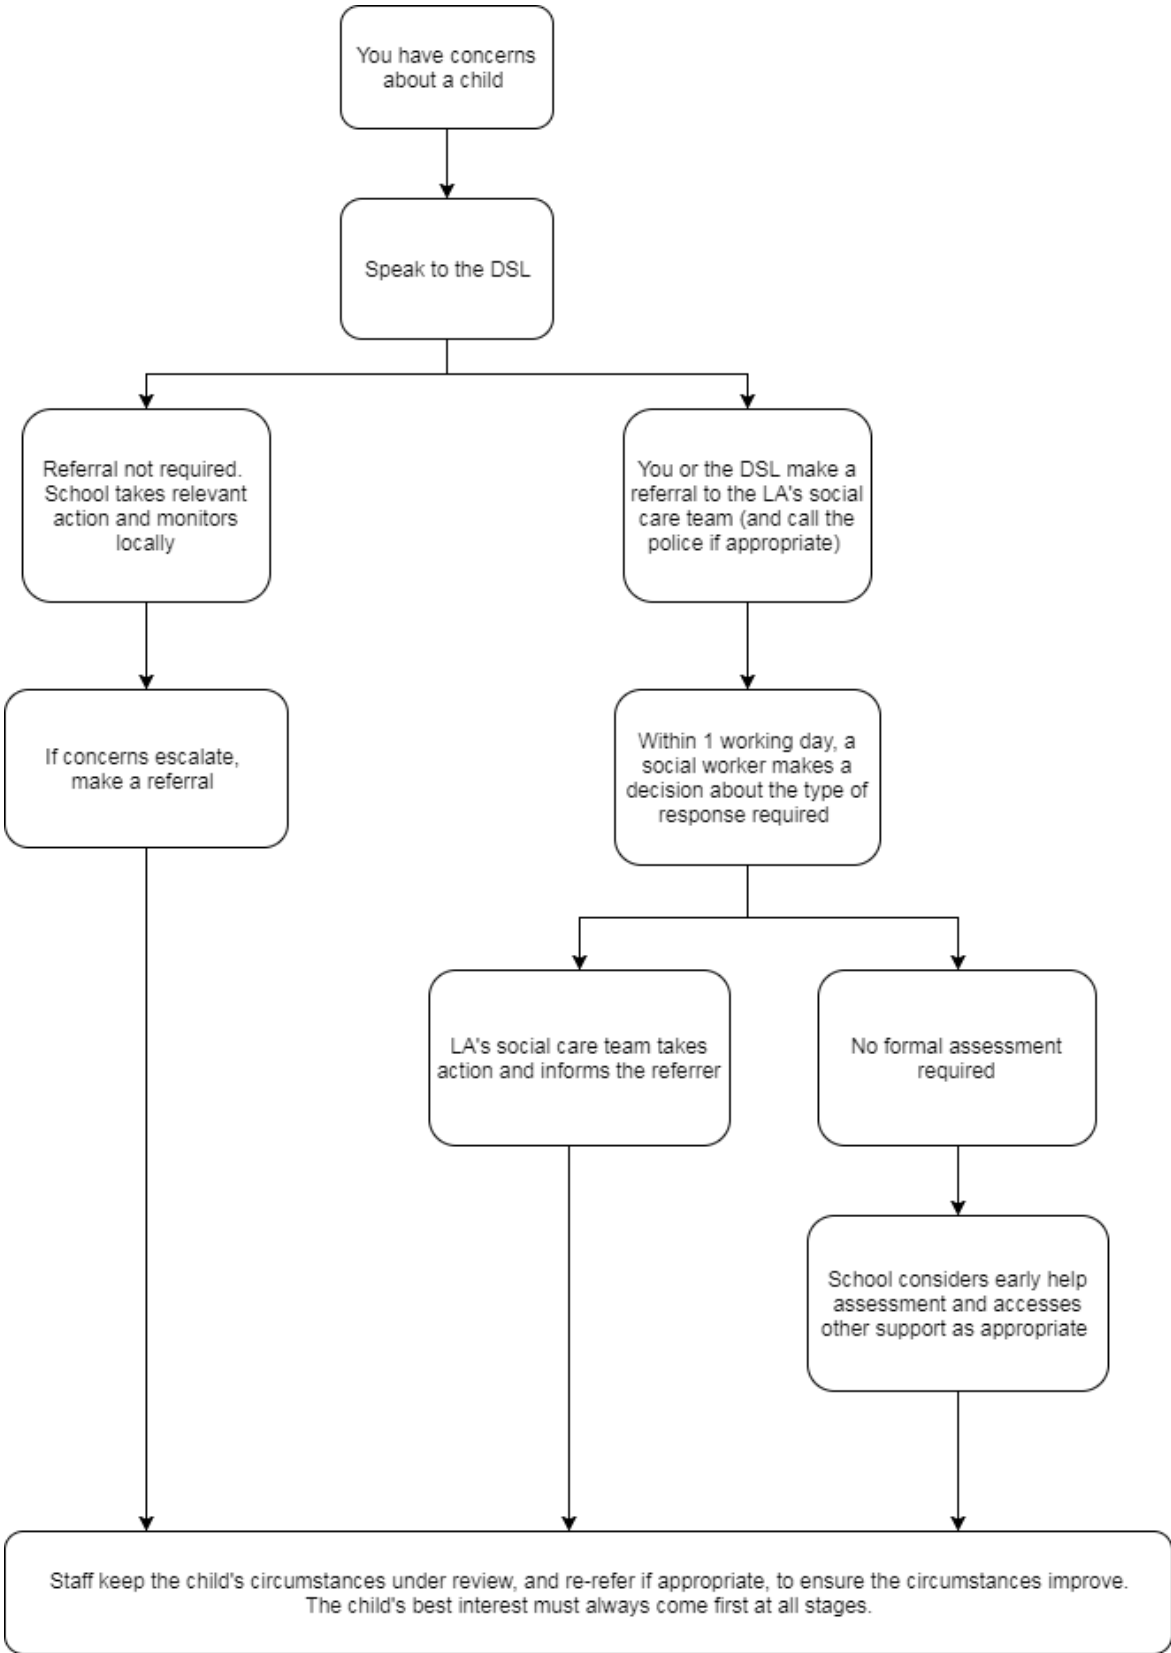 You have concerns
about a child
Speak to the DSL
Referral not required.
School takes relevant
action and monitors
locally
You or the DSL make a
referral to the LA's social
care team (and call the
police if appropriate)
If concerns escalate,
make a referral
Within 1 working day, a
social worker makes a
decision about the type of
response required
LA's social care team takes
action and informs the referrer
No formal assessment
required
School considers early help
assessment and accesses
other support as appropriate
Staff keep the child's circumstances under review, and re-refer if appropriate, to ensure the circumstances improve.
The child's best interest must always come first at all stages.